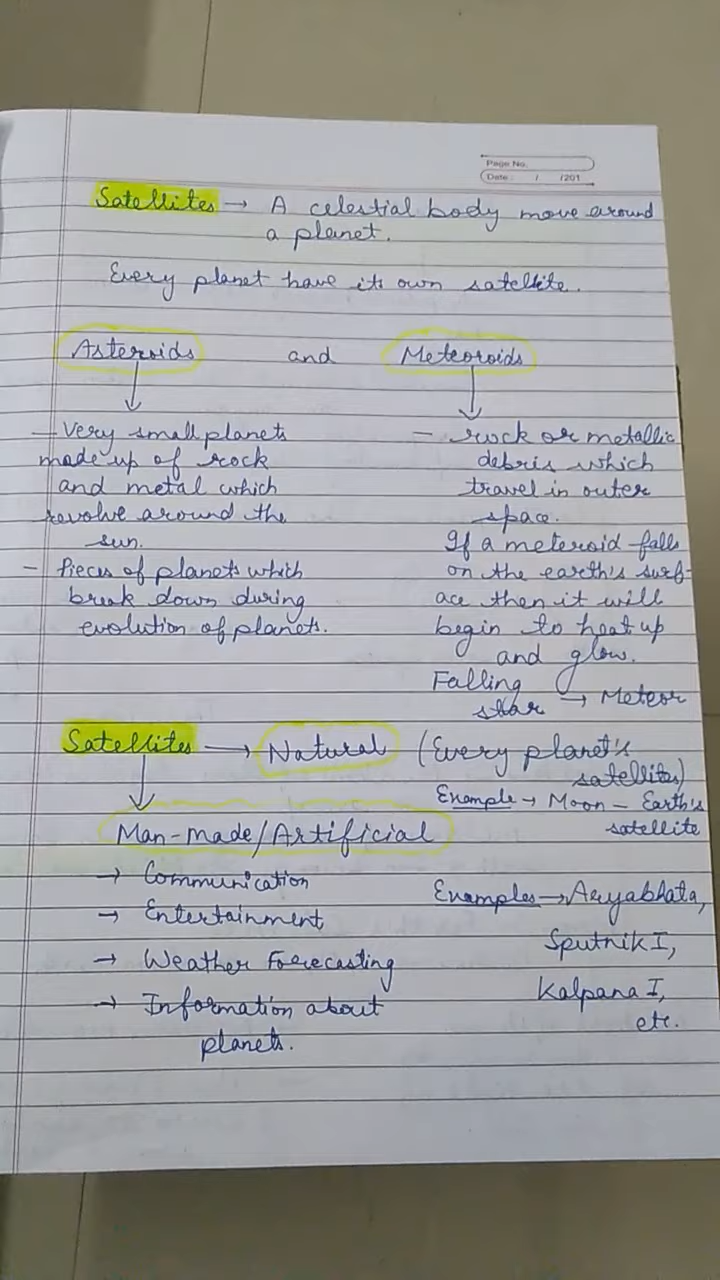 Page No.
Date : / /201
Satellites → A celestial body move around
a planet.
Every planet have its own satellite.
Asteroids and Meteoroids
- Very small planets
made up of rock
and metal which
revolve around the
sun.
- Pieces of planets which
break down during
evolution of planets.
- rock or metallic
debris which
travel in outer
space.
If a meteroid falls
on the earth's surf-
ace then it will
begin to heat up
and glow.
Falling
star → Meteor
Satellites → Natural (Every planet's
satellites)
Example → Moon - Earth's
satellite
Man-made/Artificial
→ Communication
→ Entertainment
→ Weather Forecasting
→ Information about
planets.
Examples → Aryabhata,
Sputnik I,
Kalpana I,
etc.